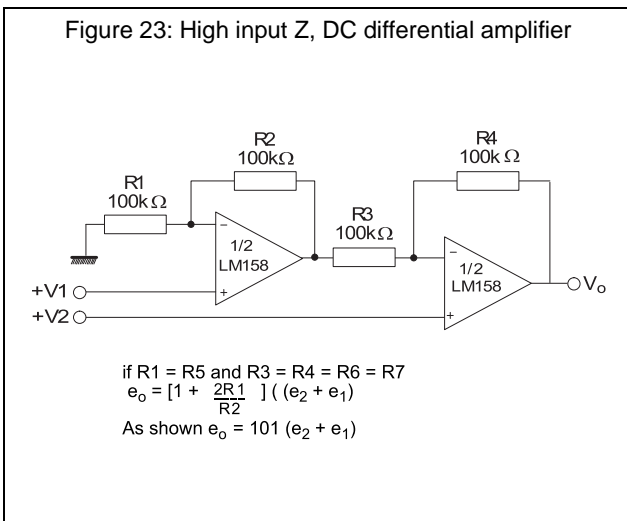 Figure 23: High input Z, DC differential amplifier
R2
100kΩ
R4
100kΩ
R1
100kΩ
R3
100kΩ
1/2
LM158
1/2
LM158
+V1
+V2
Vo
if R1 = R5 and R3 = R4 = R6 = R7
e₀ = [1 + 2R1/R2 ] ( (e₂ + e₁)
As shown e₀ = 101 (e₂ + e₁)